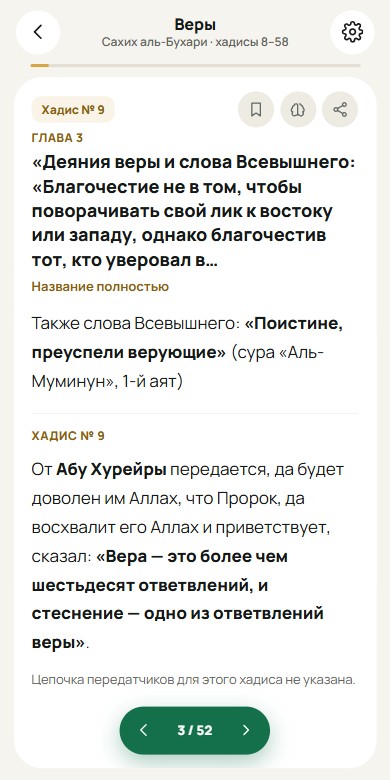 Веры
Сахих аль-Бухари · хадисы 8–58
Хадис № 9
ГЛАВА 3
«Деяния веры и слова Всевышнего:
«Благочестие не в том, чтобы
поворачивать свой лик к востоку
или западу, однако благочестив
тот, кто уверовал в…
Название полностью
Также слова Всевышнего: «Поистине,
преуспели верующие» (сура «Аль-
Муминун», 1-й аят)
ХАДИС № 9
От Абу Хурейры передается, да будет
доволен им Аллах, что Пророк, да
восхвалит его Аллах и приветствует,
сказал: «Вера — это более чем
шестьдесят ответвлений, и
стеснение — одно из ответвлений
веры».
Цепочка передатчиков для этого хадиса не указана.
3 / 52